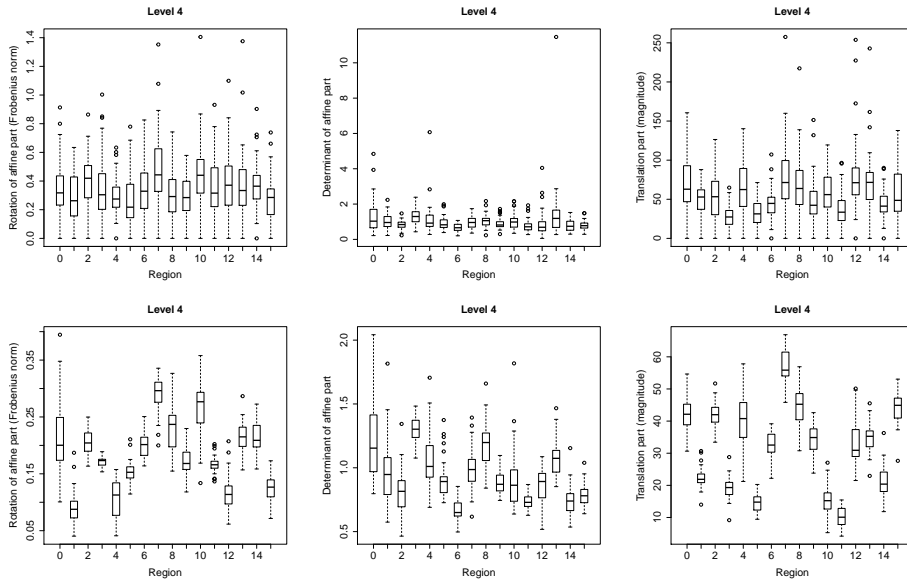 Level 4
Rotation of affine part (Frobenius norm)
0.0 0.2 0.4 0.6 0.8 1.0 1.2 1.4
0 2 4 6 8 10 12 14
Region
Level 4
Determinant of affine part
0 2 4 6 8 10
0 2 4 6 8 10 12 14
Region
Level 4
Translation part (magnitude)
0 50 100 150 200 250
0 2 4 6 8 10 12 14
Region
Level 4
Rotation of affine part (Frobenius norm)
0.05 0.15 0.25 0.35
0 2 4 6 8 10 12 14
Region
Level 4
Determinant of affine part
0.5 1.0 1.5 2.0
0 2 4 6 8 10 12 14
Region
Level 4
Translation part (magnitude)
10 20 30 40 50 60
0 2 4 6 8 10 12 14
Region